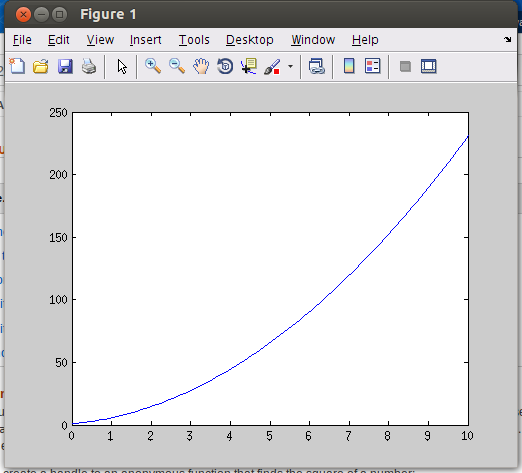 Figure 1
File Edit View Insert Tools Desktop Window Help
250
200
150
100
50
0
0 1 2 3 4 5 6 7 8 9 10
create a handle to an anonymous function that finds the square of a number: